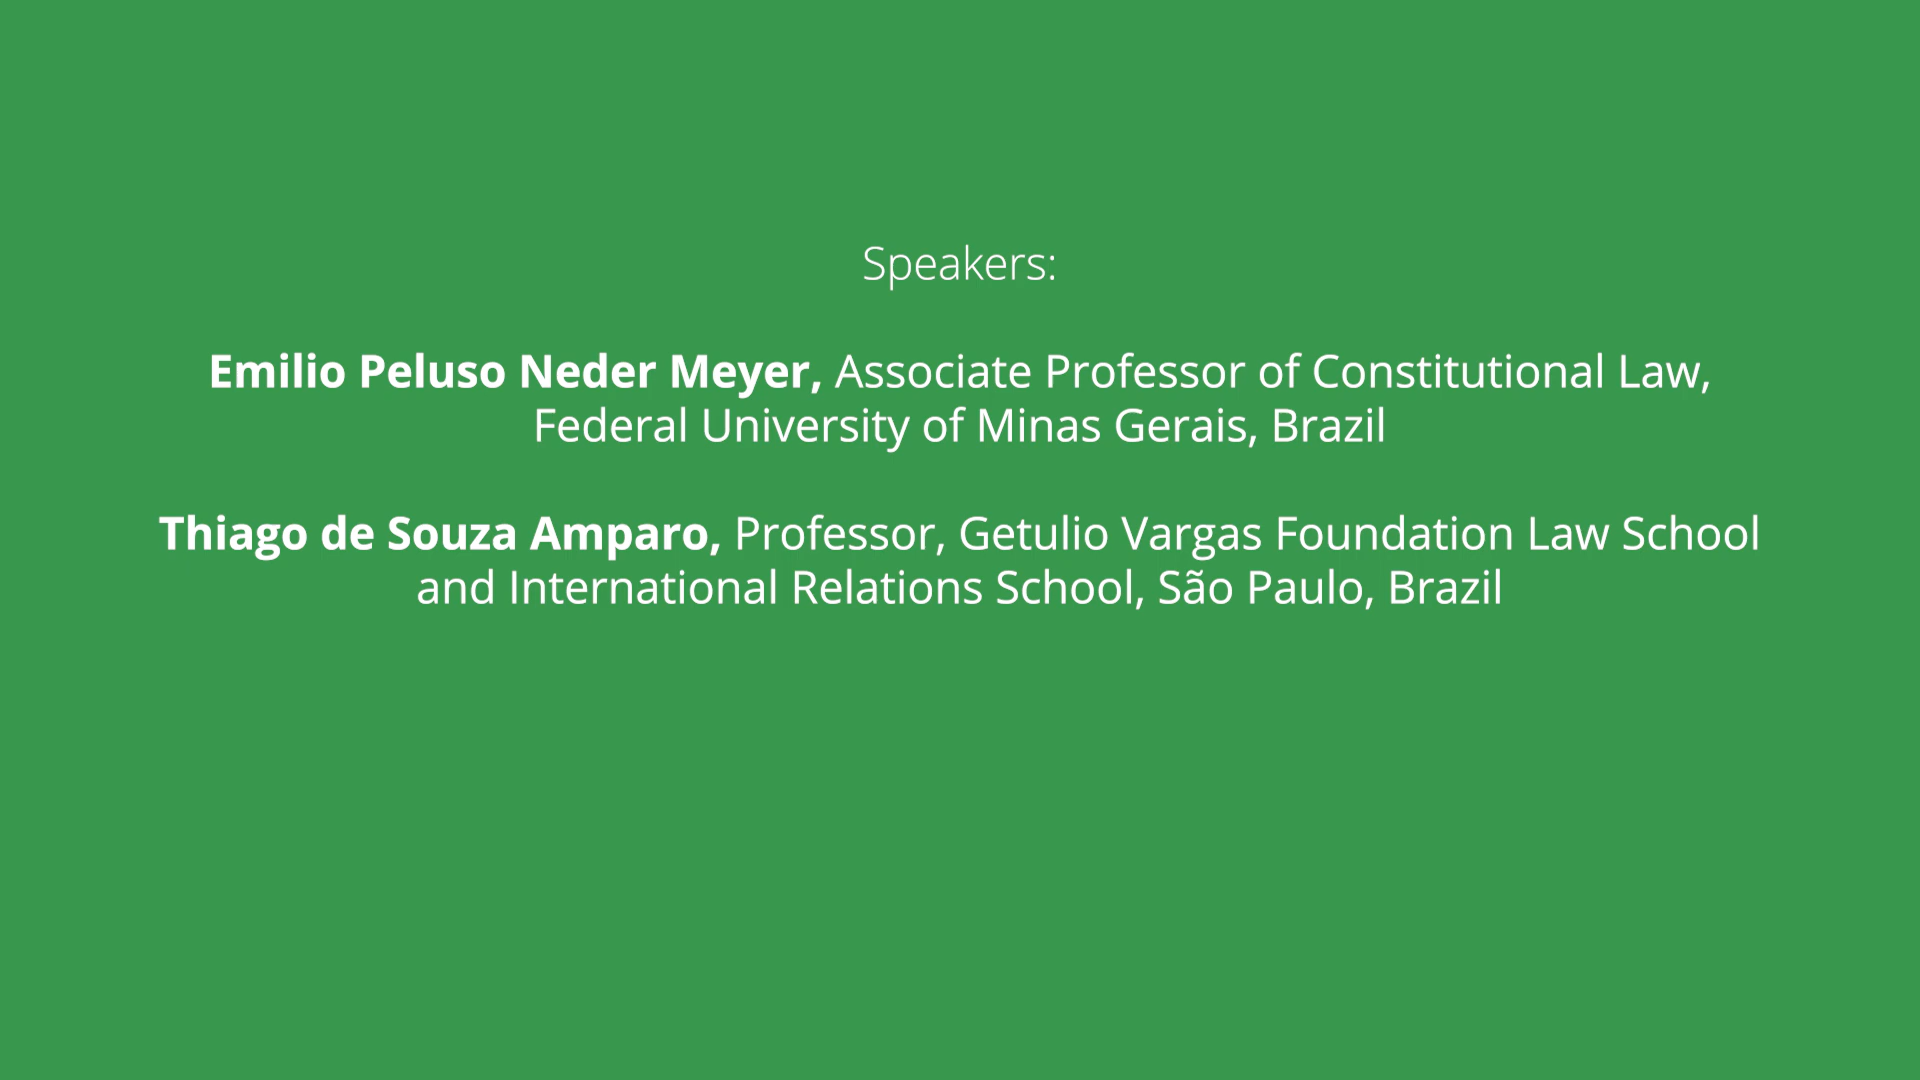 Speakers:
Emilio Peluso Neder Meyer, Associate Professor of Constitutional Law,
Federal University of Minas Gerais, Brazil
Thiago de Souza Amparo, Professor, Getulio Vargas Foundation Law School
and International Relations School, São Paulo, Brazil